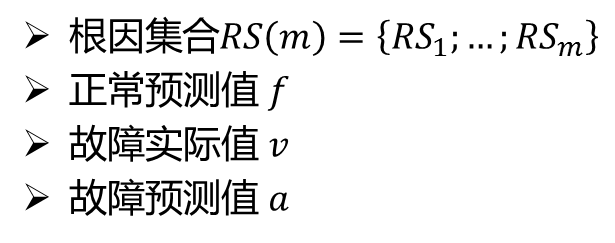 ➢ 根因集合RS(m) = {RS₁; …; RSₘ}
➢ 正常预测值 f
➢ 故障实际值 v
➢ 故障预测值 a